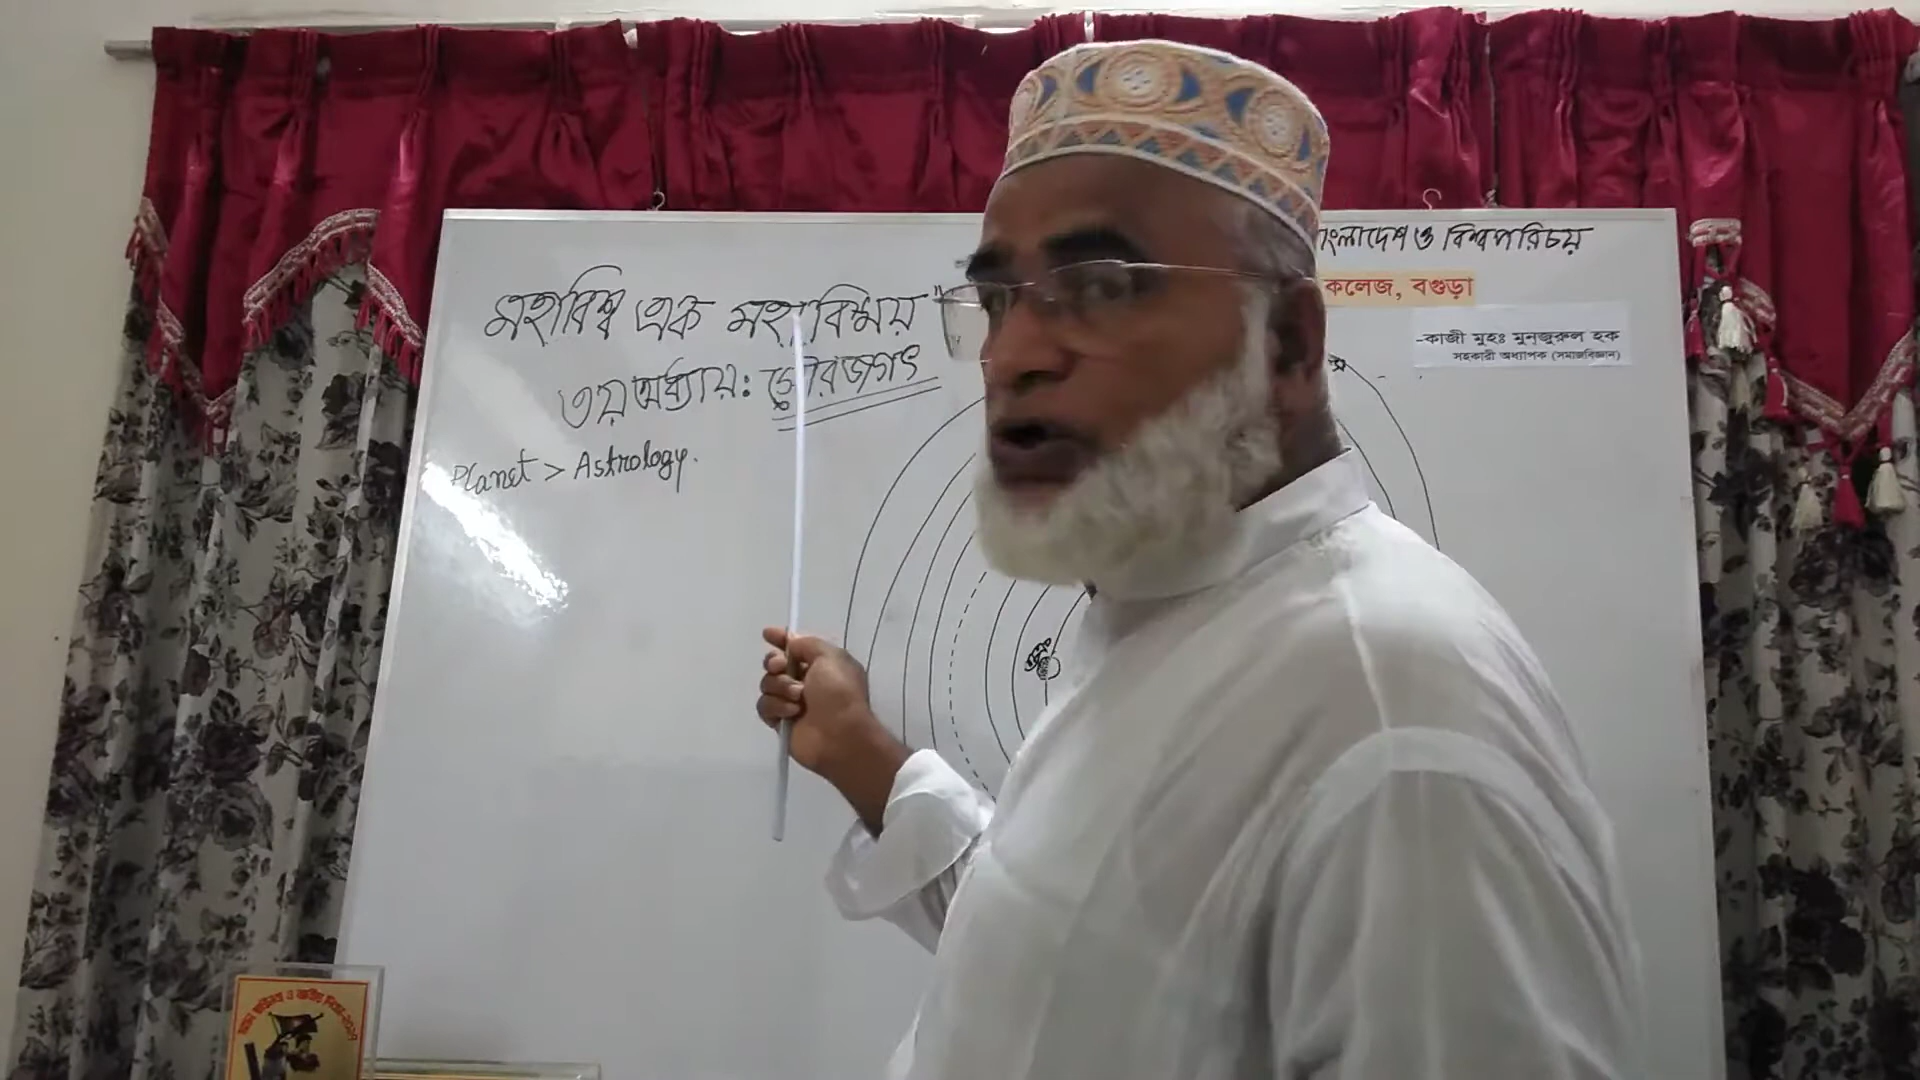 মহাবিশ্ব এক মহাবিস্ময়"
৩য় অধ্যায়: সৌরজগৎ
Planet > Astrology.
বাংলাদেশ ও বিশ্বপরিচয়
কলেজ, বগুড়া
-কাজী মুহঃ মুনজুরুল হক
সহকারী অধ্যাপক (সমাজবিজ্ঞান)